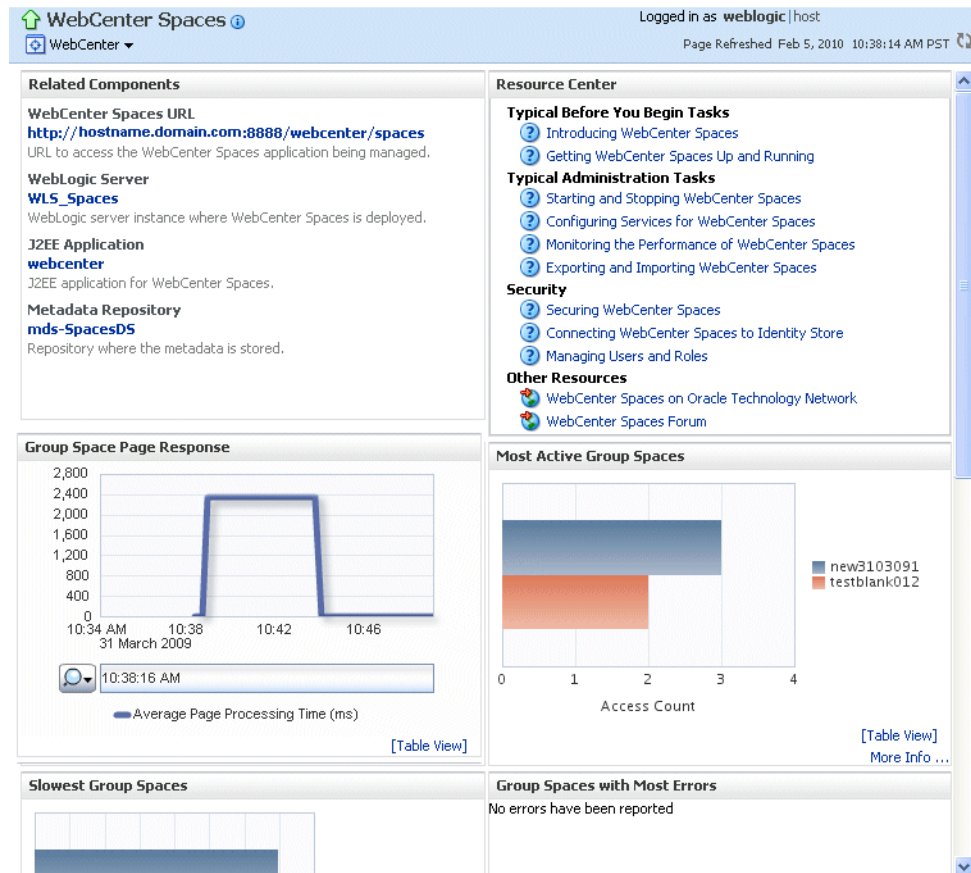 WebCenter Spaces
Logged in as weblogic|host
WebCenter
Page Refreshed Feb 5, 2010 10:38:14 AM PST
Related Components
WebCenter Spaces URL
http://hostname.domain.com:8888/webcenter/spaces
URL to access the WebCenter Spaces application being managed.
WebLogic Server
WLS_Spaces
WebLogic server instance where WebCenter Spaces is deployed.
J2EE Application
webcenter
J2EE application for WebCenter Spaces.
Metadata Repository
mds-SpacesDS
Repository where the metadata is stored.
Resource Center
Typical Before You Begin Tasks
Introducing WebCenter Spaces
Getting WebCenter Spaces Up and Running
Typical Administration Tasks
Starting and Stopping WebCenter Spaces
Configuring Services for WebCenter Spaces
Monitoring the Performance of WebCenter Spaces
Exporting and Importing WebCenter Spaces
Security
Securing WebCenter Spaces
Connecting WebCenter Spaces to Identity Store
Managing Users and Roles
Other Resources
WebCenter Spaces on Oracle Technology Network
WebCenter Spaces Forum
Group Space Page Response
2,800
2,400
2,000
1,600
1,200
800
400
0
10:34 AM 10:38 10:42 10:46
31 March 2009
10:38:16 AM
Average Page Processing Time (ms)
[Table View]
Most Active Group Spaces
new3103091
testblank012
0 1 2 3 4
Access Count
[Table View]
More Info ...
Slowest Group Spaces
Group Spaces with Most Errors
No errors have been reported